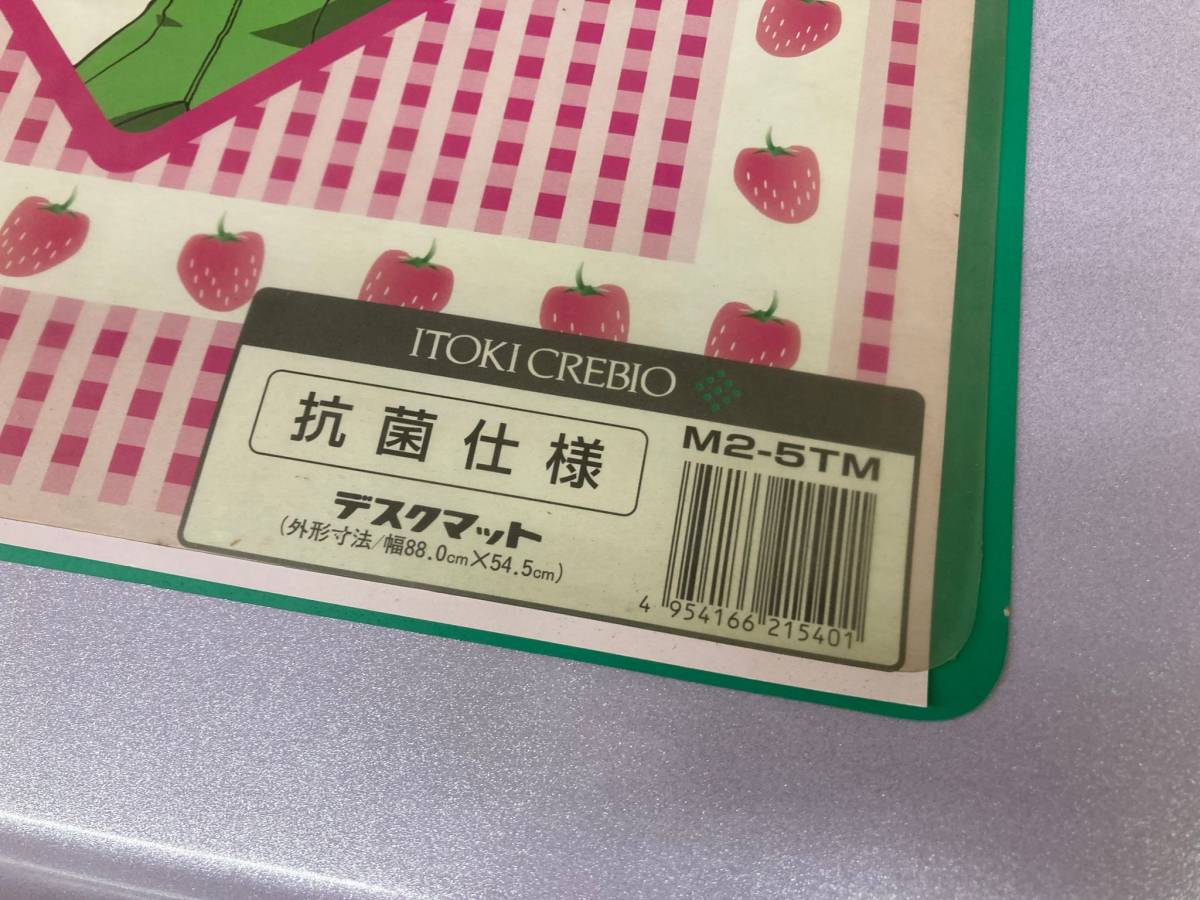 ITOKI CREBIO
抗菌仕様
M2-5TM
デスクマット
(外形寸法/幅88.0cm×54.5cm)
4 954166 215401